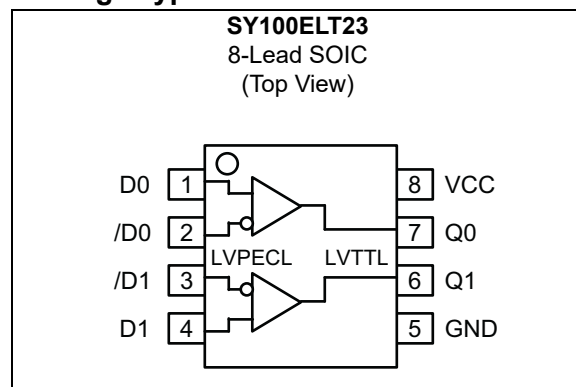 SY100ELT23
8-Lead SOIC
(Top View)
D0 1 8 VCC
/D0 2 7 Q0
LVPECL LVTTL
/D1 3 6 Q1
D1 4 5 GND